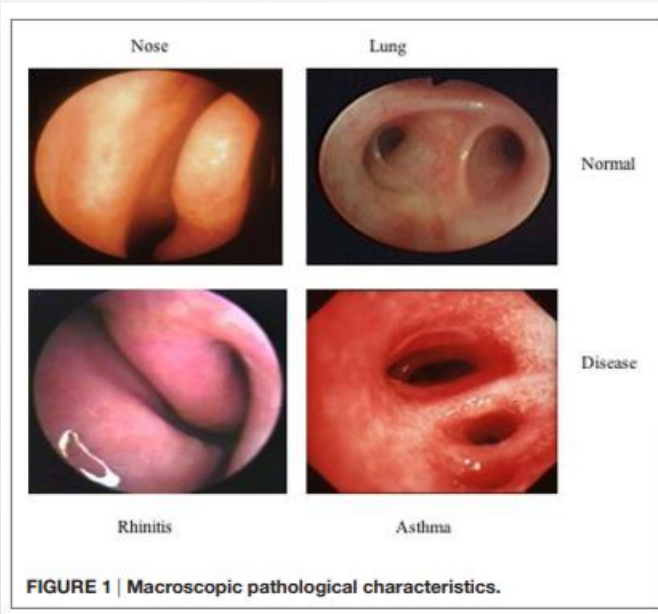 Nose Lung
Normal
Disease
Rhinitis Asthma
FIGURE 1 | Macroscopic pathological characteristics.